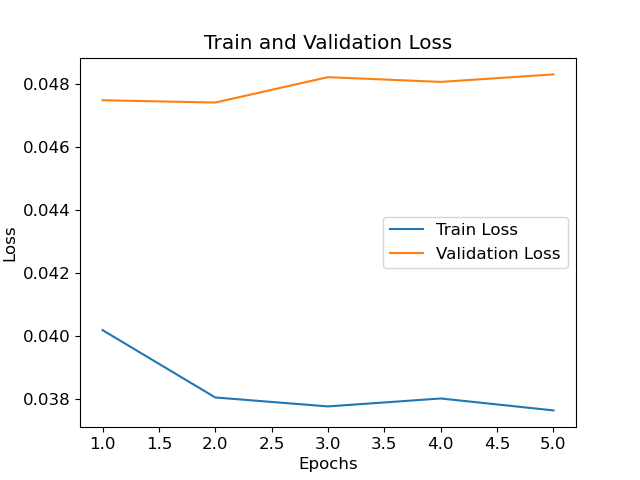 Train and Validation Loss
0.048
0.046
0.044
0.042
0.040
0.038
Loss
Train Loss
Validation Loss
1.0 1.5 2.0 2.5 3.0 3.5 4.0 4.5 5.0
Epochs